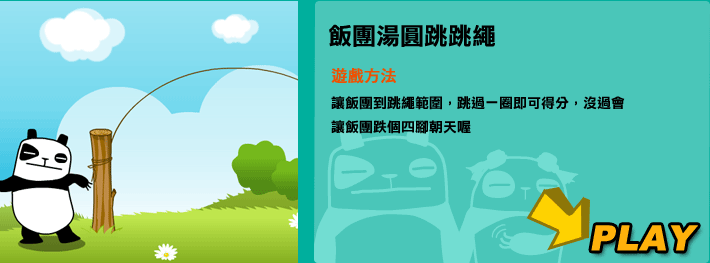 飯團湯圓跳跳繩
遊戲方法
讓飯團到跳繩範圍，跳過一圈即可得分，沒過會
讓飯團跌個四腳朝天喔
PLAY